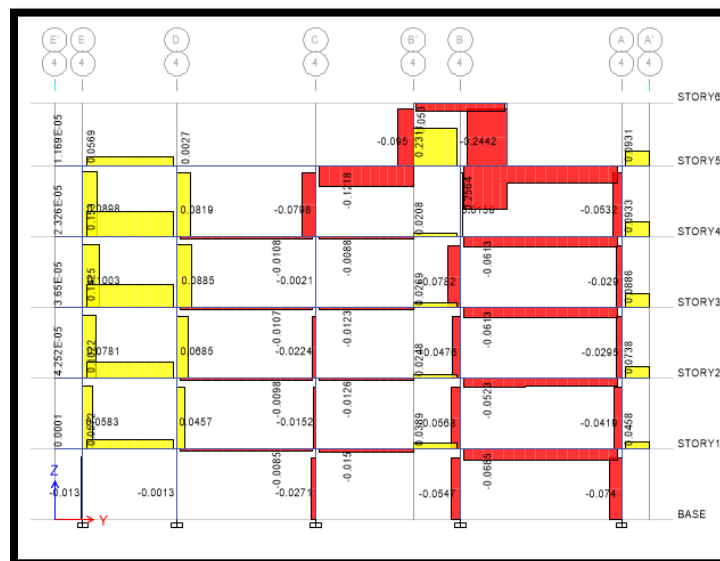 E' E D C B' B A A'
4 4 4 4 4 4 4 4
STORY6
1.169E-05 0.0569 0.0027 -0.095 0.2311 -0.2442 0.0931
STORY5
2.326E-05 0.0819 -0.0798 -0.1218 0.0208 0.2564 -0.0532 0.0933
STORY4
3.65E-05 0.0885 -0.0108 -0.0021 -0.0088 0.0269 -0.0782 -0.0613 -0.029 0.0886
STORY3
4.252E-05 0.0781 0.0685 -0.0107 -0.0224 -0.0123 0.0248 -0.0476 -0.0613 -0.0295 0.0738
STORY2
0.0001 0.0583 0.0457 -0.0098 -0.0152 -0.0126 0.0389 -0.0568 -0.0523 -0.0419 0.0458
STORY1
Z -0.013 -0.0013 -0.0085 -0.0271 -0.015 -0.0547 -0.0685 -0.074
Y
BASE